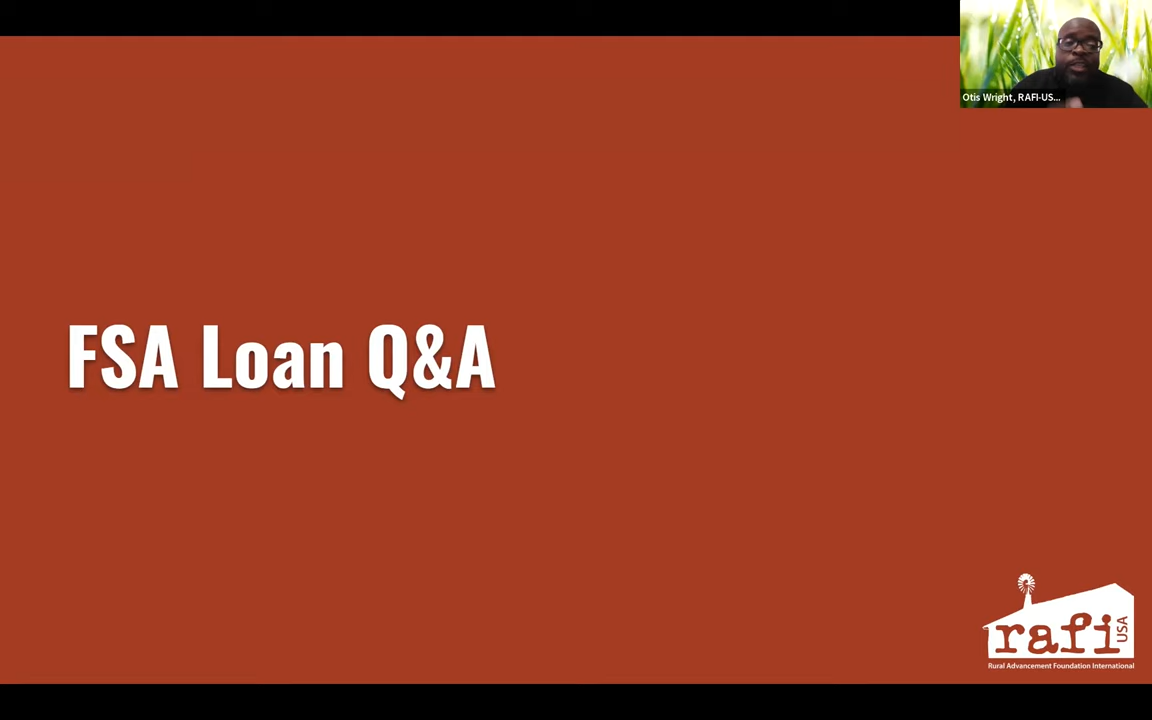 Otis Wright, RAFI-US...
FSA Loan Q&A
rafi
USA
Rural Advancement Foundation International